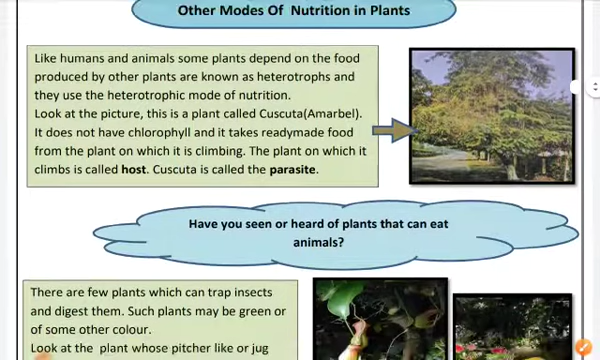 Other Modes Of Nutrition in Plants
Like humans and animals some plants depend on the food
produced by other plants are known as heterotrophs and
they use the heterotrophic mode of nutrition.
Look at the picture, this is a plant called Cuscuta(Amarbel).
It does not have chlorophyll and it takes readymade food
from the plant on which it is climbing. The plant on which it
climbs is called host. Cuscuta is called the parasite.
Have you seen or heard of plants that can eat
animals?
There are few plants which can trap insects
and digest them. Such plants may be green or
of some other colour.
Look at the plant whose pitcher like or jug